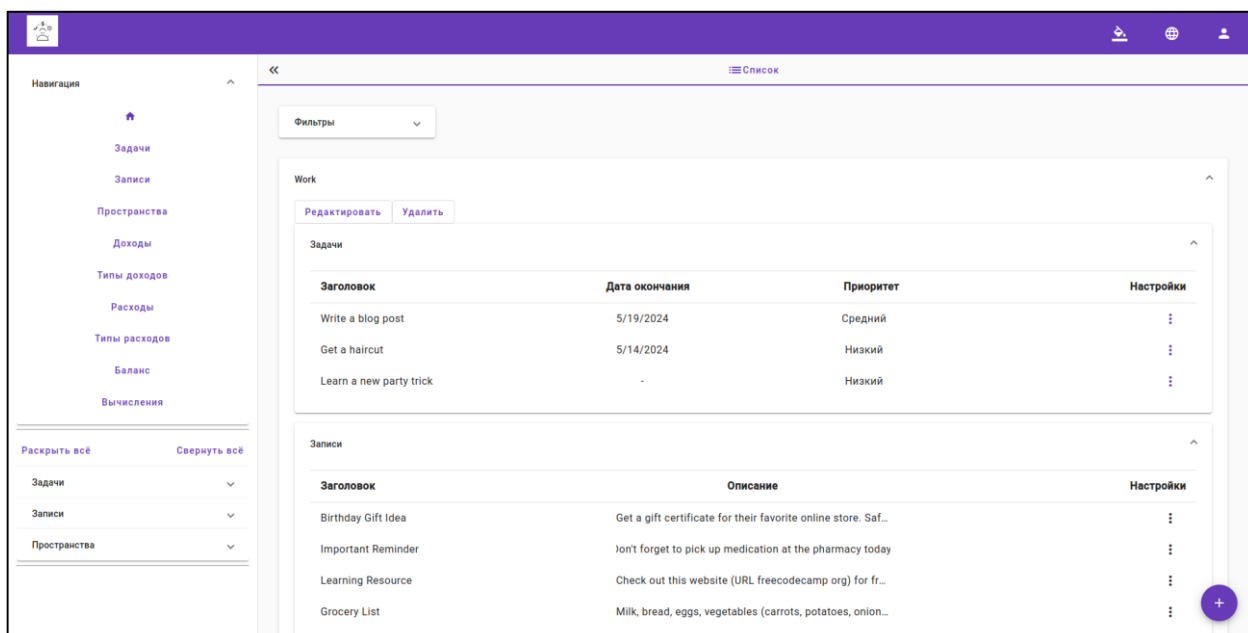 Список
Навигация
Задачи
Записи
Пространства
Доходы
Типы доходов
Расходы
Типы расходов
Баланс
Вычисления
Раскрыть всё Свернуть всё
Задачи
Записи
Пространства
Фильтры
Work
Редактировать Удалить
Задачи
Заголовок Дата окончания Приоритет Настройки
Write a blog post 5/19/2024 Средний
Get a haircut 5/14/2024 Низкий
Learn a new party trick - Низкий
Записи
Заголовок Описание Настройки
Birthday Gift Idea Get a gift certificate for their favorite online store. Saf...
Important Reminder Don't forget to pick up medication at the pharmacy today
Learning Resource Check out this website (URL freecodecamp org) for fr...
Grocery List Milk, bread, eggs, vegetables (carrots, potatoes, onion...